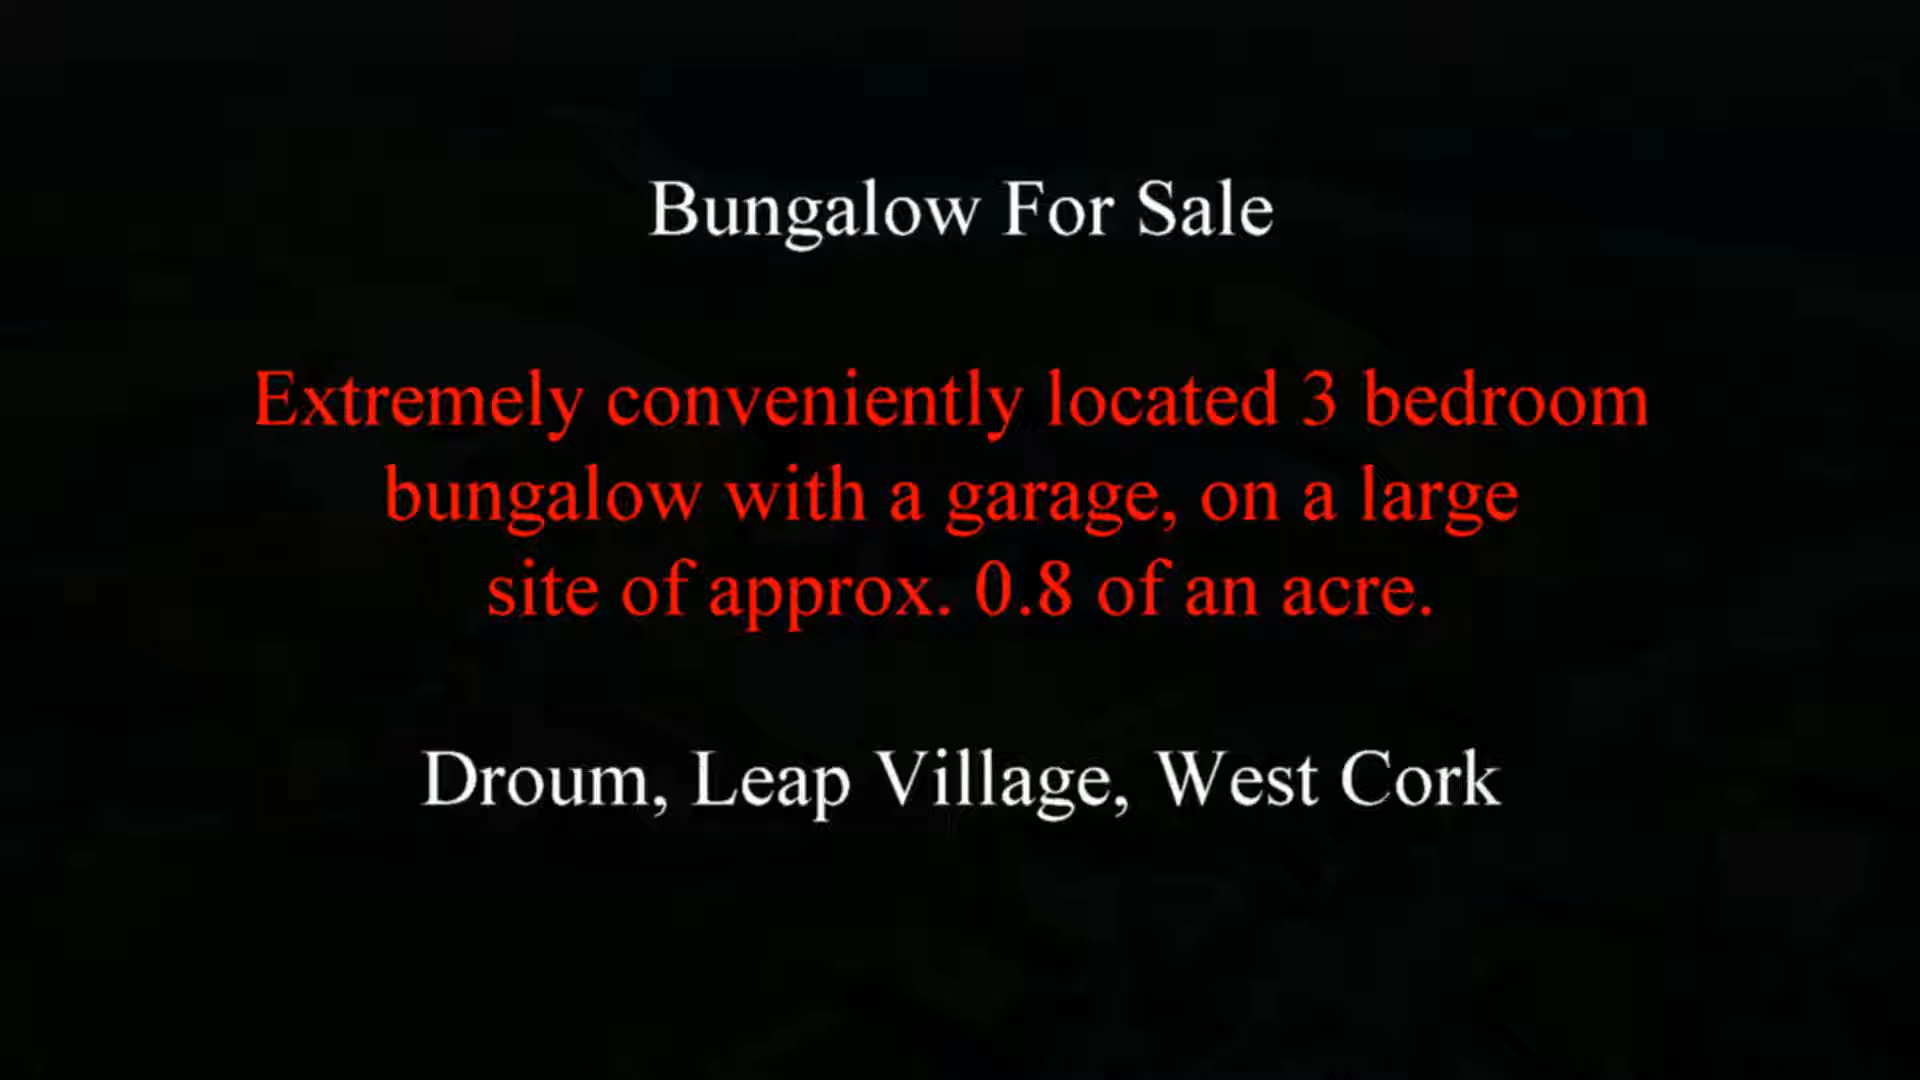 Bungalow For Sale
Extremely conveniently located 3 bedroom
bungalow with a garage, on a large
site of approx. 0.8 of an acre.
Droum, Leap Village, West Cork